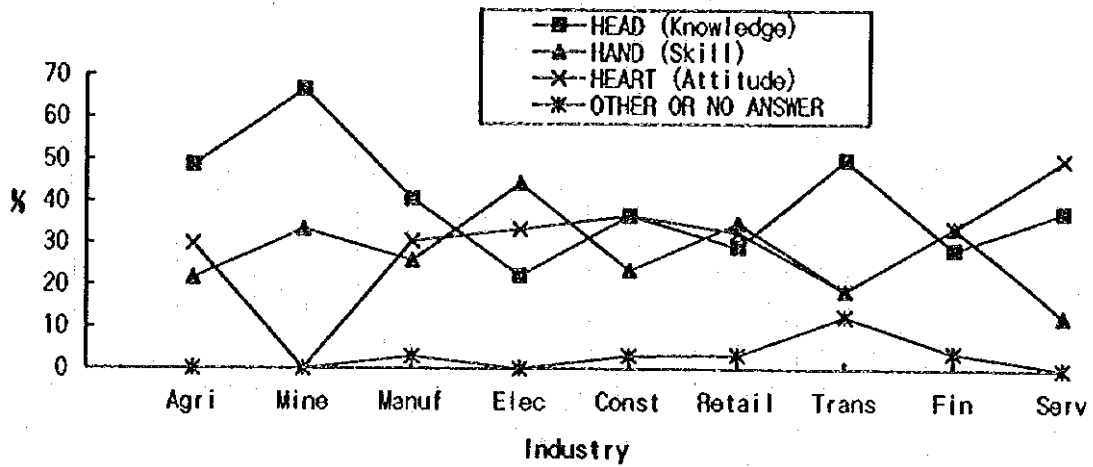 HEAD (Knowledge)
HAND (Skill)
HEART (Attitude)
OTHER OR NO ANSWER
70
60
50
40
30
20
10
0
%
Agri Mine Manuf Elec Const Retail Trans Fin Serv
Industry